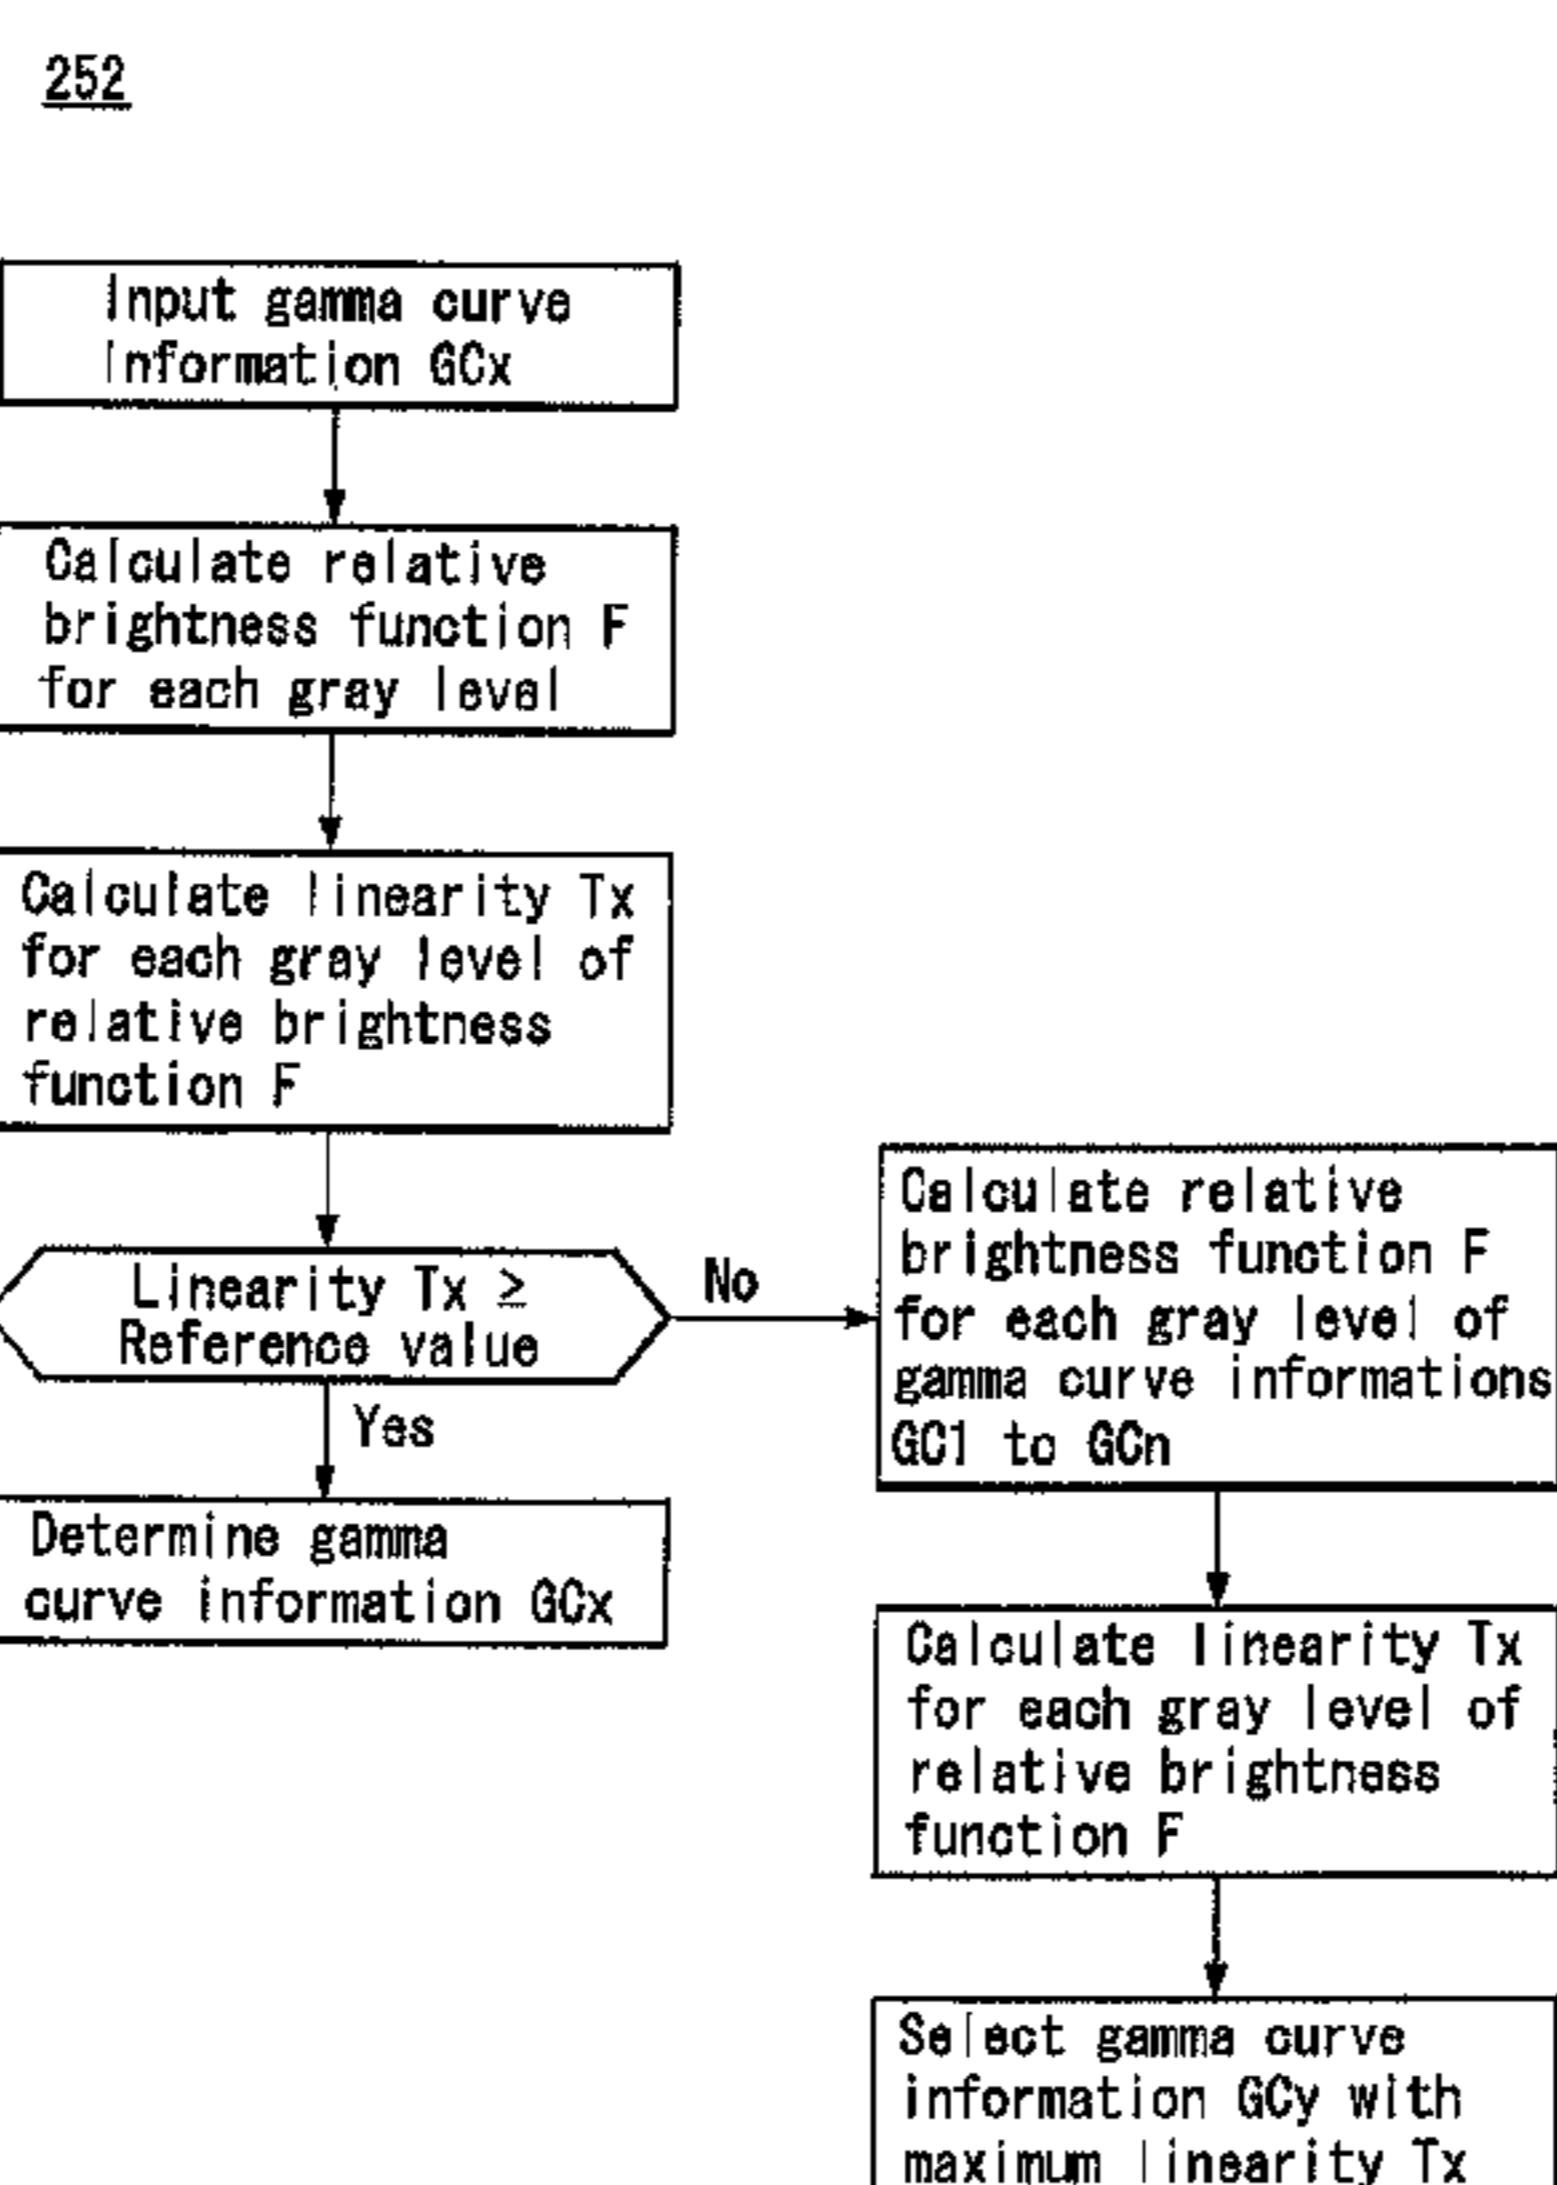 252
Input gamma curve
information GCx
Calculate relative
brightness function F
for each gray level
Calculate linearity Tx
for each gray level of
relative brightness
function F
Linearity Tx ≥
Reference value
No
Yes
Determine gamma
curve information GCx
Calculate relative
brightness function F
for each gray level of
gamma curve informations
GC1 to GCn
Calculate linearity Tx
for each gray level of
relative brightness
function F
Select gamma curve
information GCy with
maximum linearity Tx